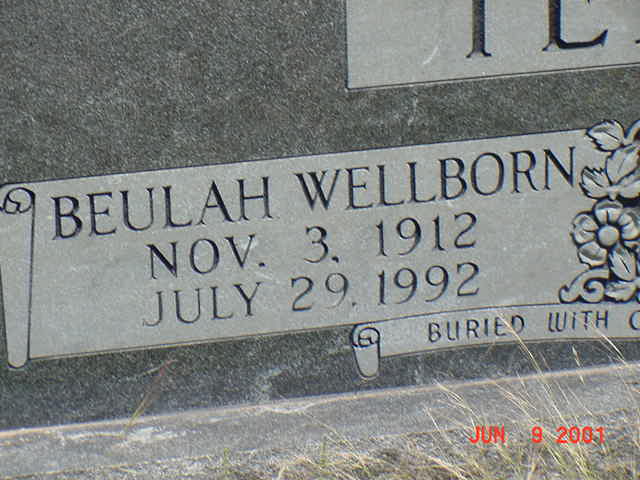 BEULAH WELLBORN
NOV. 3, 1912
JULY 29, 1992
BURIED WITH
JUN 9 2001